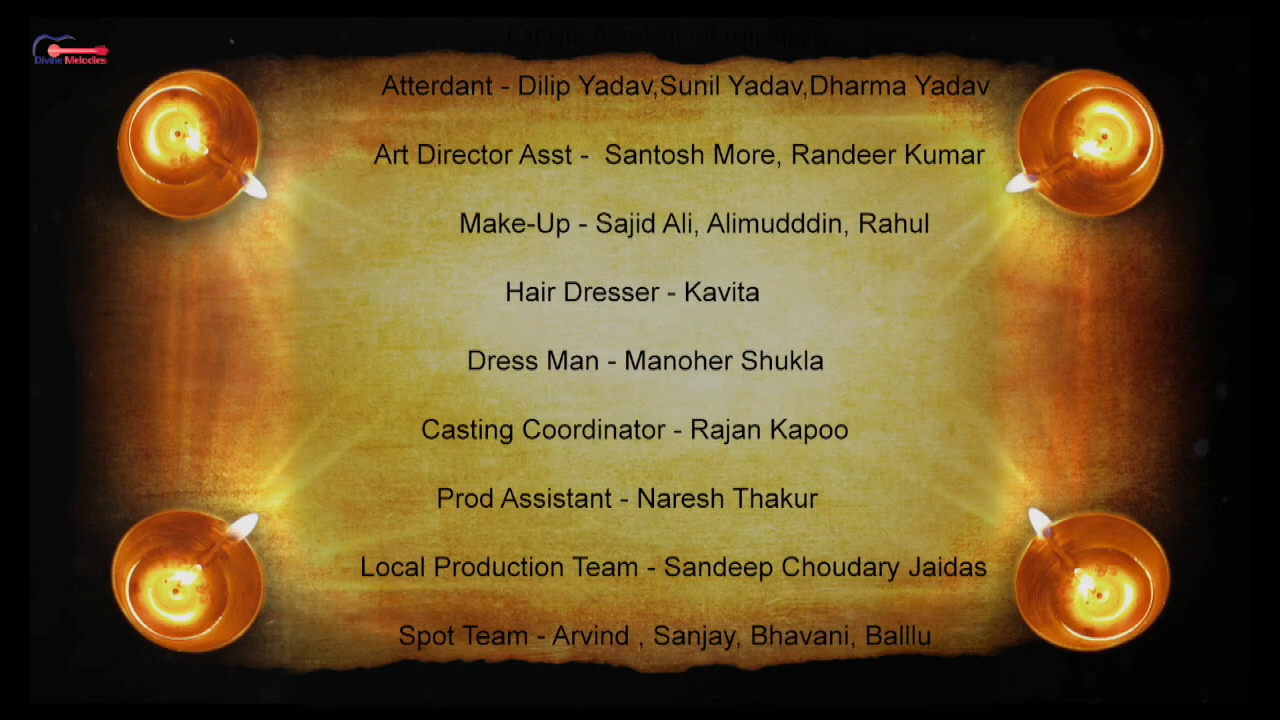 Camera Assistant -
Divine Melodies
Atterdant - Dilip Yadav,Sunil Yadav,Dharma Yadav
Art Director Asst - Santosh More, Randeer Kumar
Make-Up - Sajid Ali, Alimudddin, Rahul
Hair Dresser - Kavita
Dress Man - Manoher Shukla
Casting Coordinator - Rajan Kapoo
Prod Assistant - Naresh Thakur
Local Production Team - Sandeep Choudary Jaidas
Spot Team - Arvind , Sanjay, Bhavani, Balllu